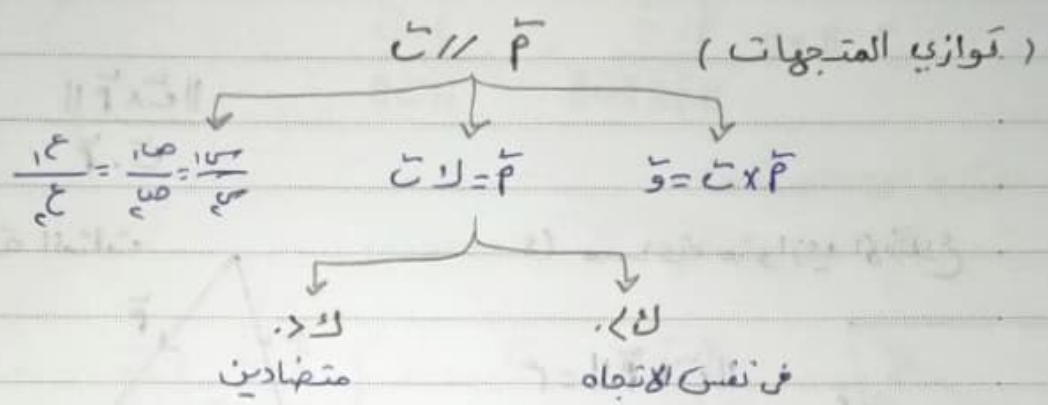 ( توازي المتجهات ) أَ // بَ
أَ × بَ = وَ    أَ = ك بَ    س١/س٢ = ص١/ص٢ = ع١/ع٢
ك > ٠    ك < ٠
في نفس الاتجاه    متضادين